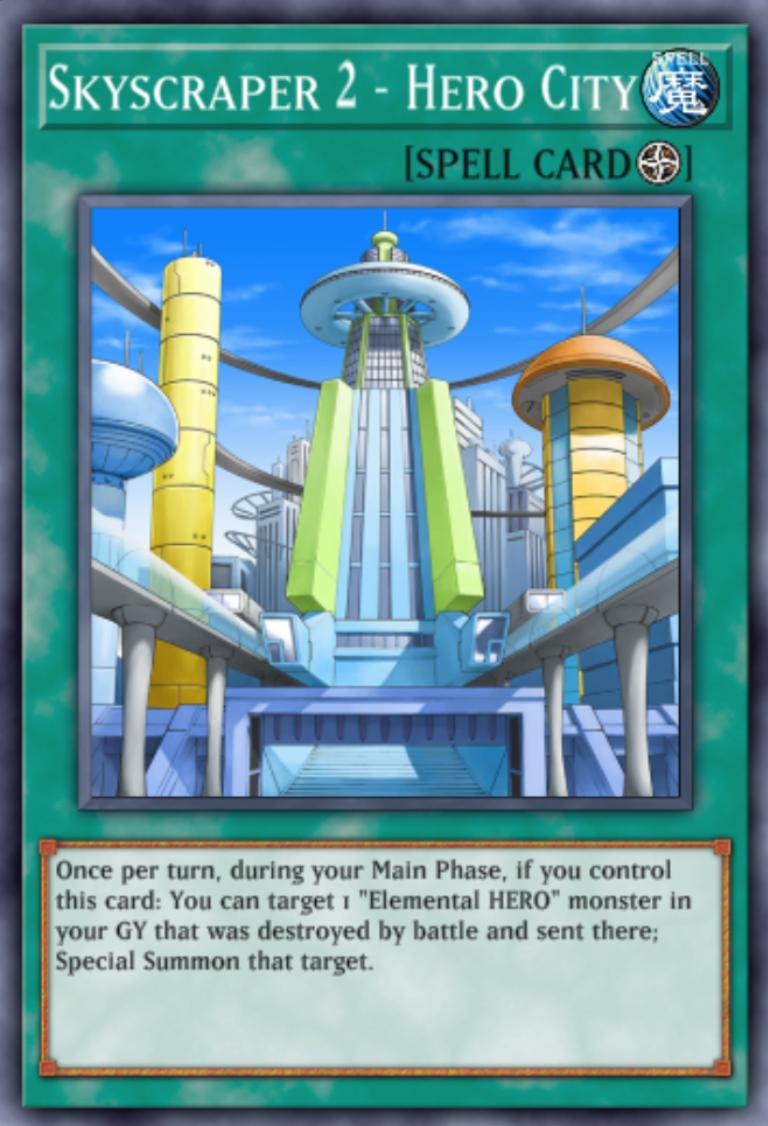 Skyscraper 2 - Hero City
SPELL
魔
[SPELL CARD]
Once per turn, during your Main Phase, if you control
this card: You can target 1 "Elemental HERO" monster in
your GY that was destroyed by battle and sent there;
Special Summon that target.